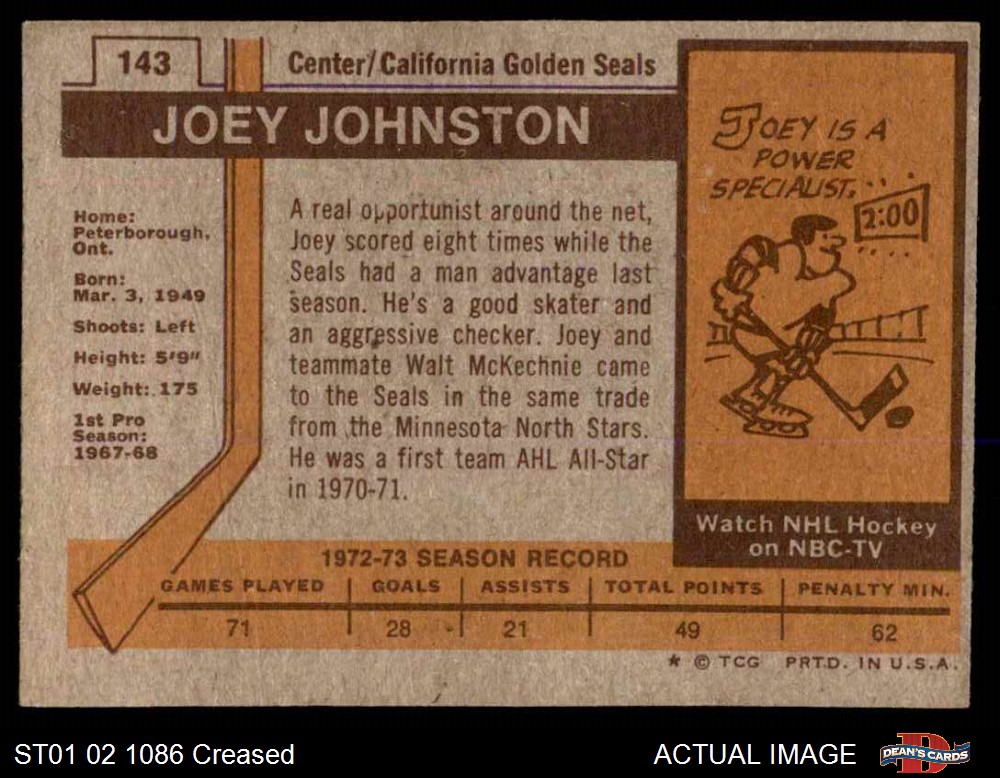 143
Center/California Golden Seals
JOEY JOHNSTON
Home:
Peterborough,
Ont.
Born:
Mar. 3, 1949
Shoots: Left
Height: 5'9"
Weight: 175
1st Pro
Season:
1967-68
A real opportunist around the net,
Joey scored eight times while the
Seals had a man advantage last
season. He's a good skater and
an aggressive checker. Joey and
teammate Walt McKechnie came
to the Seals in the same trade
from the Minnesota North Stars.
He was a first team AHL All-Star
in 1970-71.
JOEY IS A
POWER
SPECIALIST.
2:00
Watch NHL Hockey
on NBC-TV
1972-73 SEASON RECORD
GAMES PLAYED GOALS ASSISTS TOTAL POINTS PENALTY MIN.
71 28 21 49 62
* © TCG PRTD. IN U.S.A.
ST01 02 1086 Creased
ACTUAL IMAGE
D
DEAN'S CARDS